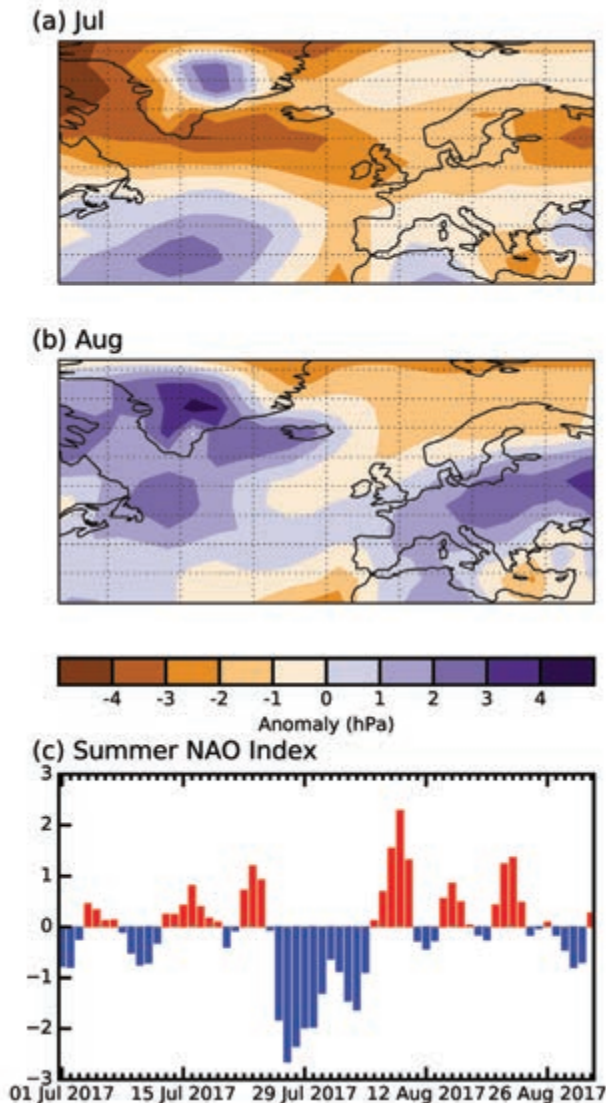 (a) Jul
(b) Aug
-4 -3 -2 -1 0 1 2 3 4
Anomaly (hPa)
(c) Summer NAO Index
3
2
1
0
−1
−2
−3
01 Jul 2017 15 Jul 2017 29 Jul 2017 12 Aug 2017 26 Aug 2017